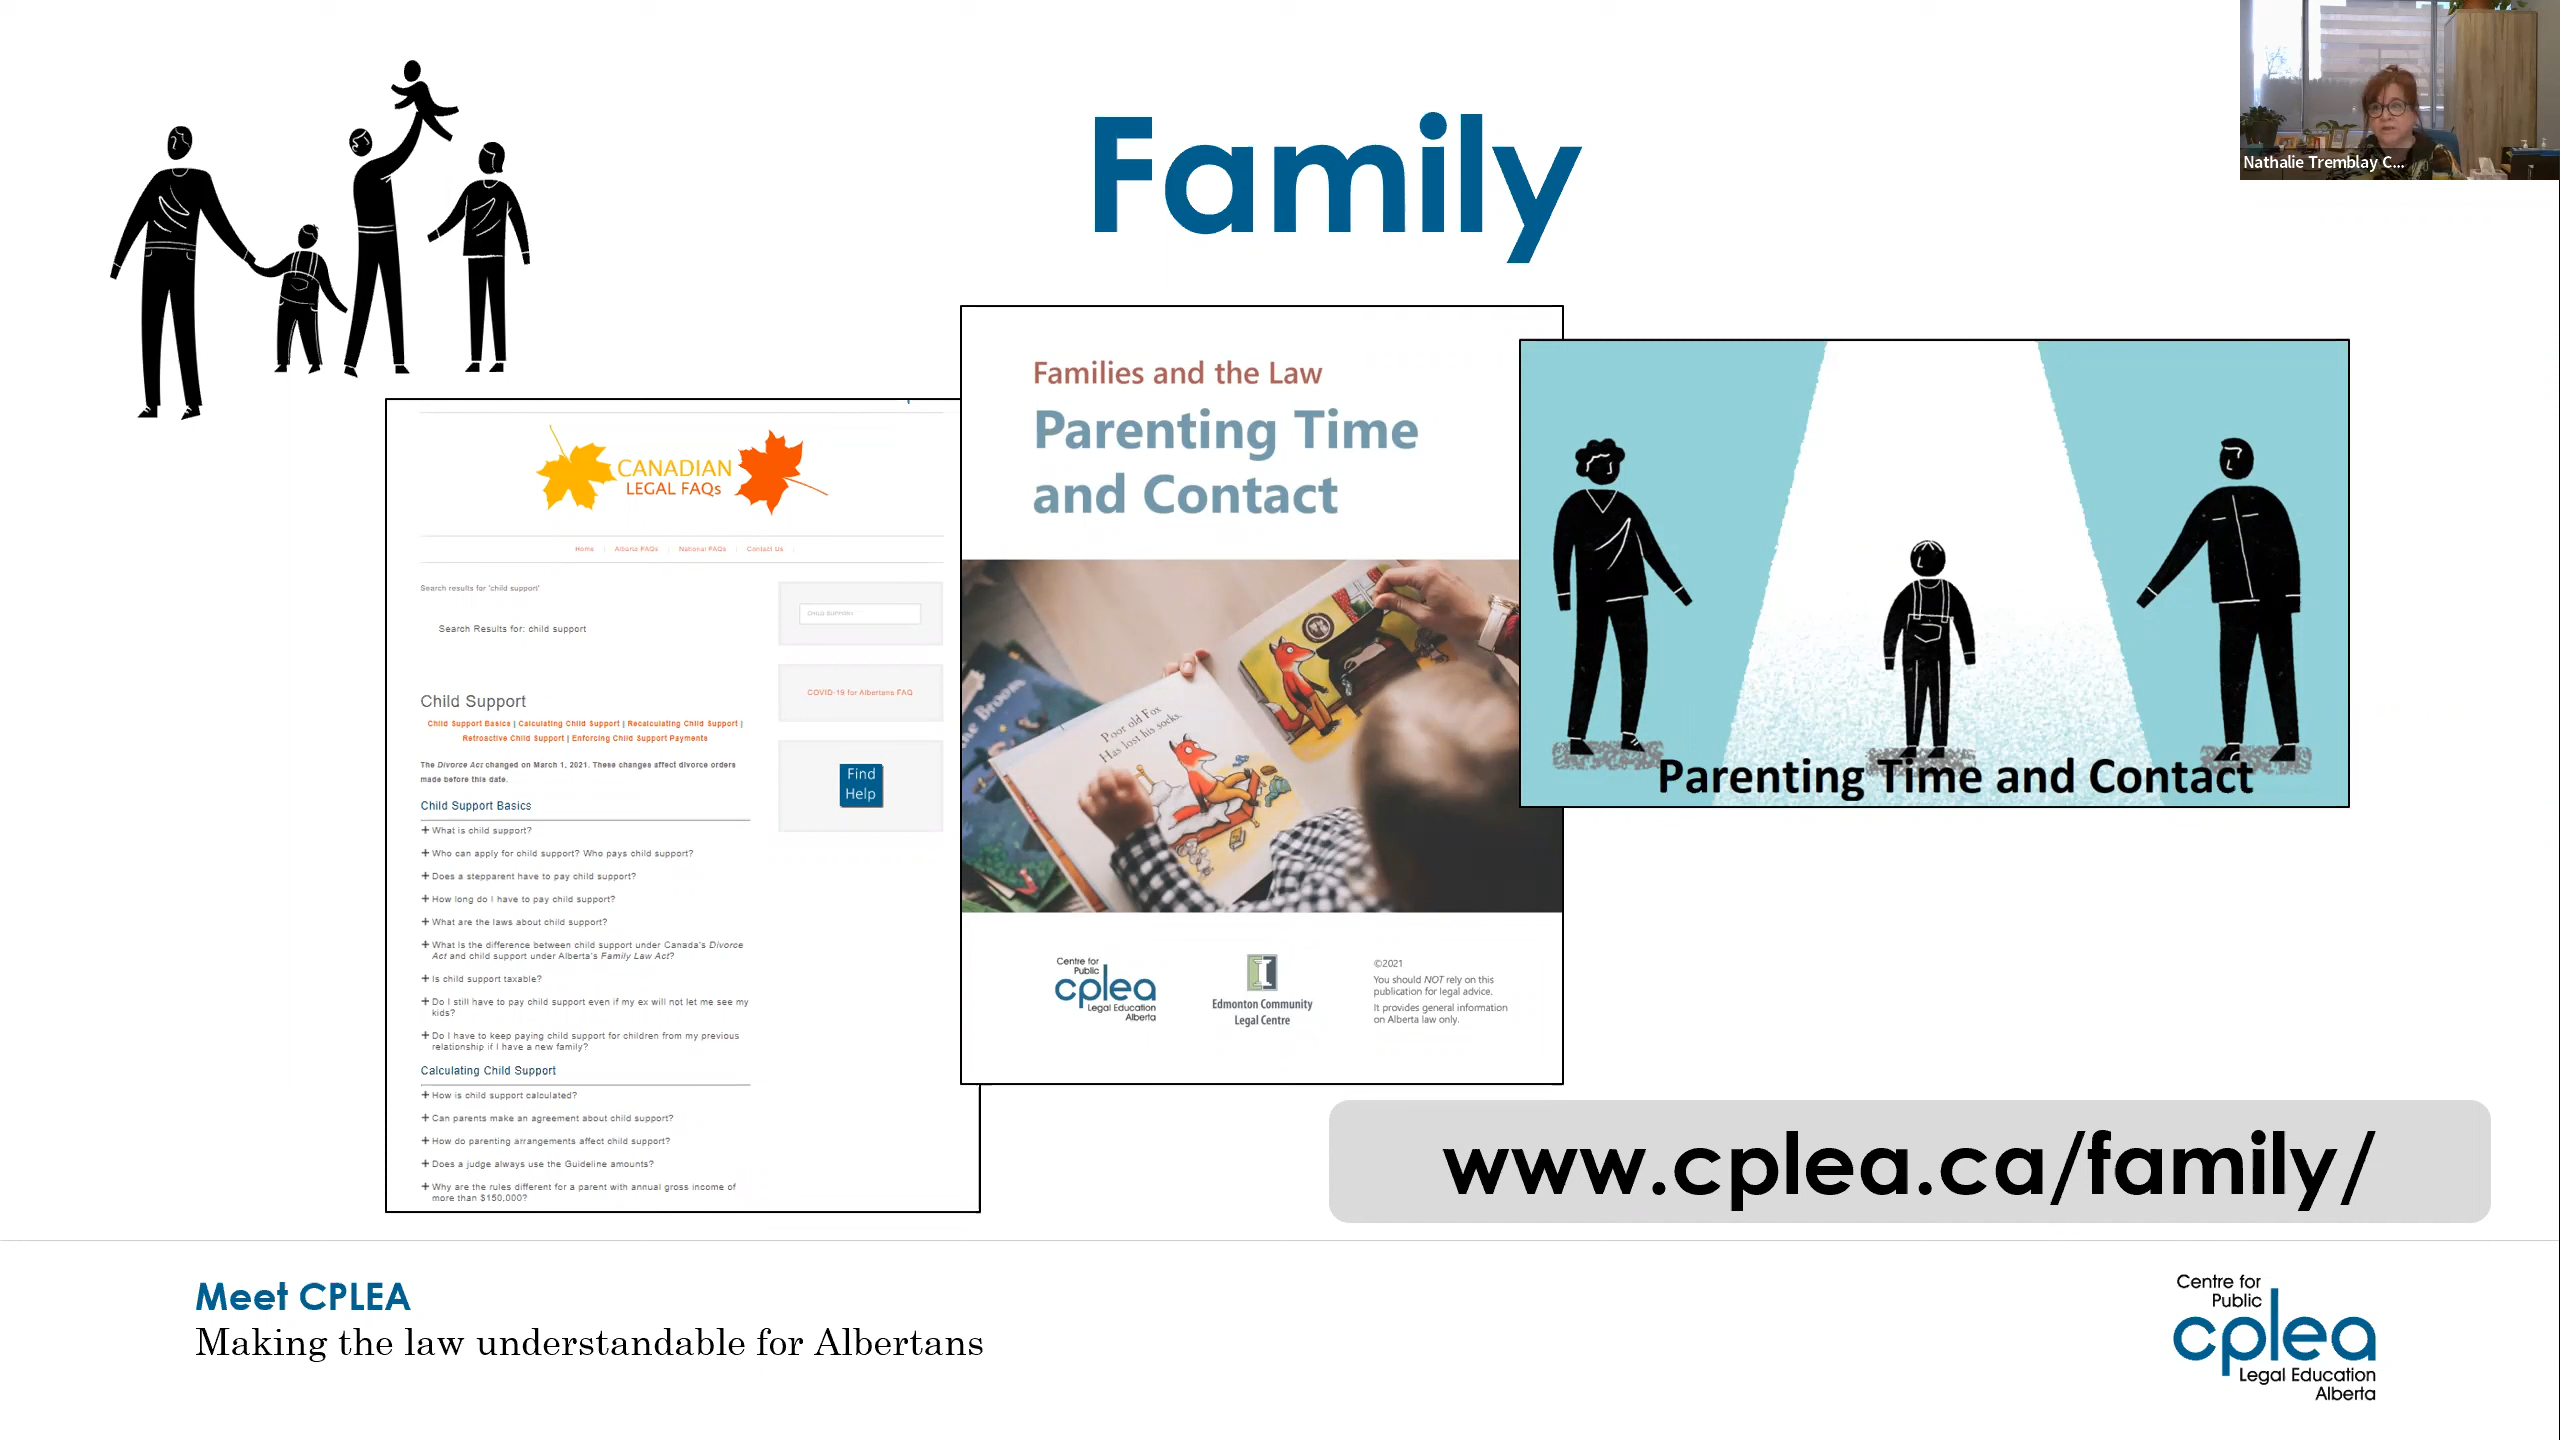 Family
Nathalie Tremblay C...
CANADIAN
LEGAL FAQs
Home
Alberta FAQs
National FAQs
Contact Us
Search results for 'child support'
Search Results for: child support
CHILD SUPPORT
COVID-19 for Albertans FAQ
Find
Help
Child Support
Child Support Basics | Calculating Child Support | Recalculating Child Support |
Retroactive Child Support | Enforcing Child Support Payments
The Divorce Act changed on March 1, 2021. These changes affect divorce orders
made before this date.
Child Support Basics
+ What is child support?
+ Who can apply for child support? Who pays child support?
+ Does a stepparent have to pay child support?
+ How long do I have to pay child support?
+ What are the laws about child support?
+ What is the difference between child support under Canada's Divorce
Act and child support under Alberta's Family Law Act?
+ Is child support taxable?
+ Do I still have to pay child support even if my ex will not let me see my
kids?
+ Do I have to keep paying child support for children from my previous
relationship if I have a new family?
Calculating Child Support
+ How is child support calculated?
+ Can parents make an agreement about child support?
+ How do parenting arrangements affect child support?
+ Does a judge always use the Guideline amounts?
+ Why are the rules different for a parent with annual gross income of
more than $150,000?
Families and the Law
Parenting Time
and Contact
Poor old Fox
Has lost his socks.
Centre for
Public
cplea
Legal Education
Alberta
Edmonton Community
Legal Centre
©2021
You should NOT rely on this
publication for legal advice.
It provides general information
on Alberta law only.
Parenting Time and Contact
www.cplea.ca/family/
Meet CPLEA
Making the law understandable for Albertans
Centre for
Public
cplea
Legal Education
Alberta